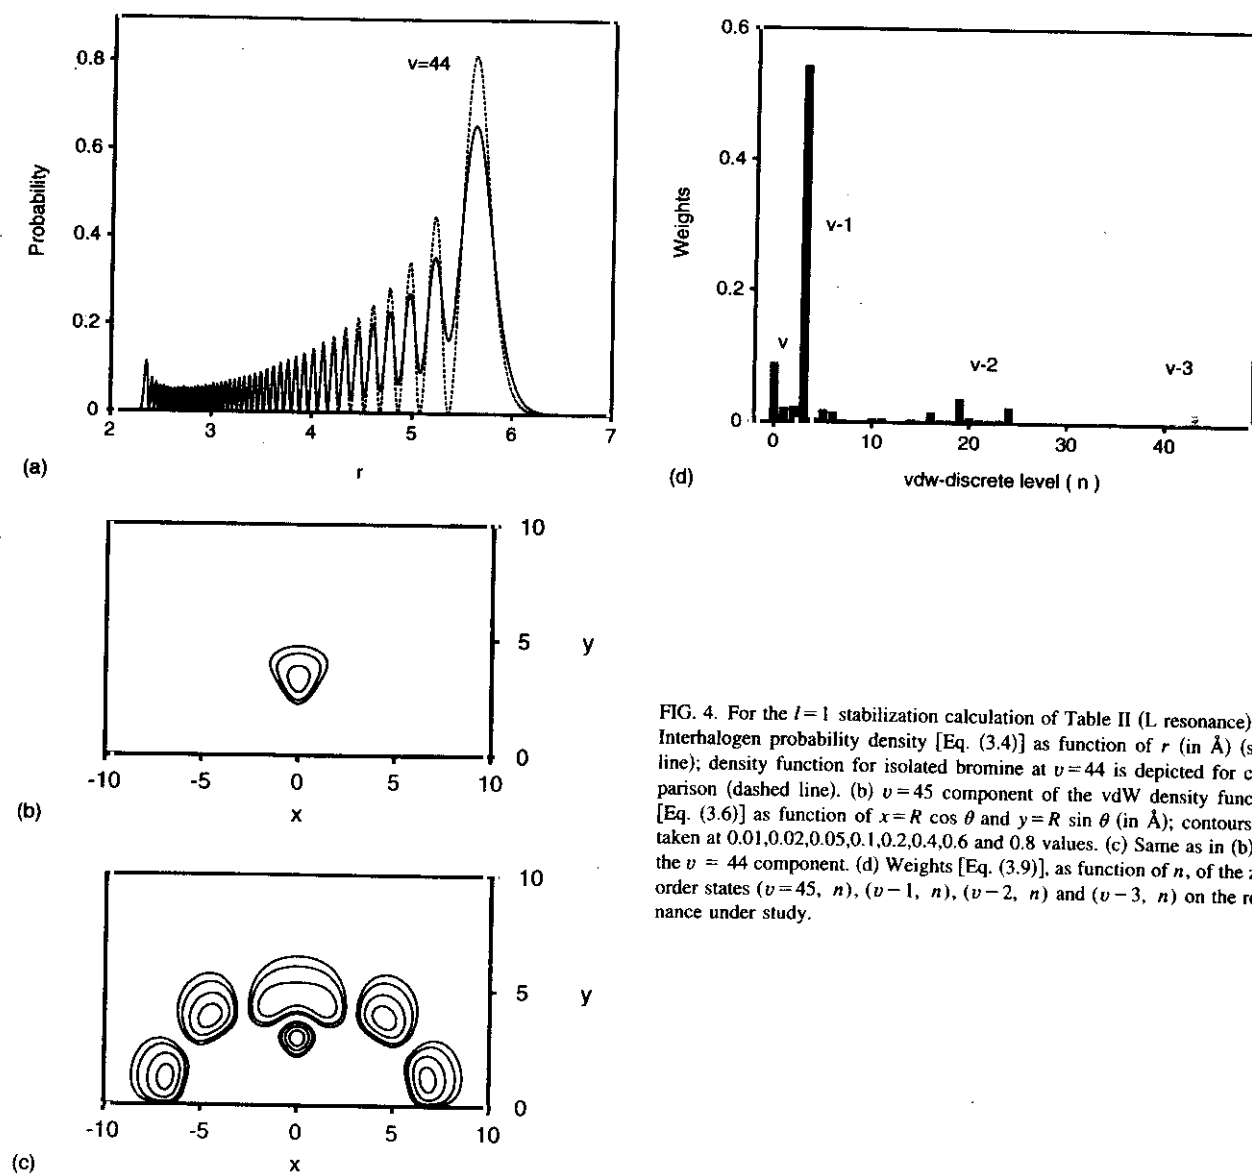 0.8
0.6
0.4
0.2
0
Probability
v=44
2 3 4 5 6 7
r
(a)
0.6
0.4
0.2
0
Weights
v
v-1
v-2
v-3
0 10 20 30 40
vdw-discrete level ( n )
(d)
10
5
0
y
-10 -5 0 5 10
x
(b)
10
5
0
y
-10 -5 0 5 10
x
(c)
FIG. 4. For the l=1 stabilization calculation of Table II (L resonance)
Interhalogen probability density [Eq. (3.4)] as function of r (in Å) (s
line); density function for isolated bromine at v=44 is depicted for c
parison (dashed line). (b) v=45 component of the vdW density func
[Eq. (3.6)] as function of x=R cos θ and y=R sin θ (in Å); contours
taken at 0.01,0.02,0.05,0.1,0.2,0.4,0.6 and 0.8 values. (c) Same as in (b)
the v = 44 component. (d) Weights [Eq. (3.9)], as function of n, of the z
order states (v=45, n), (v−1, n), (v−2, n) and (v−3, n) on the re
nance under study.